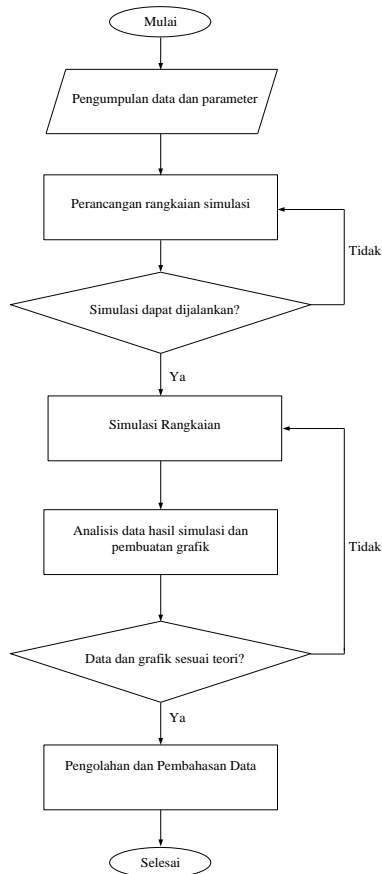 Mulai
Pengumpulan data dan parameter
Perancangan rangkaian simulasi
Tidak
Simulasi dapat dijalankan?
Ya
Simulasi Rangkaian
Analisis data hasil simulasi dan
pembuatan grafik
Tidak
Data dan grafik sesuai teori?
Ya
Pengolahan dan Pembahasan Data
Selesai